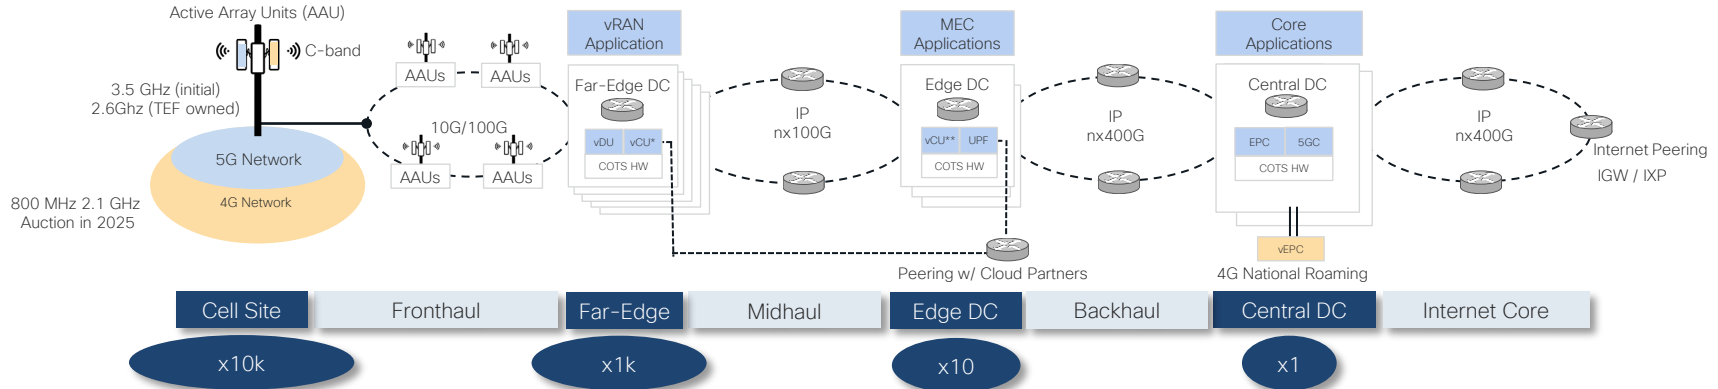 Active Array Units (AAU)
C-band
3.5 GHz (initial)
2.6Ghz (TEF owned)
5G Network
4G Network
800 MHz 2.1 GHz
Auction in 2025
AAUs
AAUs
10G/100G
AAUs
AAUs
vRAN
Application
Far-Edge DC
vDU
vCU*
COTS HW
IP
nx100G
MEC
Applications
Edge DC
vCU**
UPF
COTS HW
Peering w/ Cloud Partners
IP
nx400G
Core
Applications
Central DC
EPC
5GC
COTS HW
vEPC
4G National Roaming
IP
nx400G
Internet Peering
IGW / IXP
Cell Site
Fronthaul
Far-Edge
Midhaul
Edge DC
Backhaul
Central DC
Internet Core
x10k
x1k
x10
x1